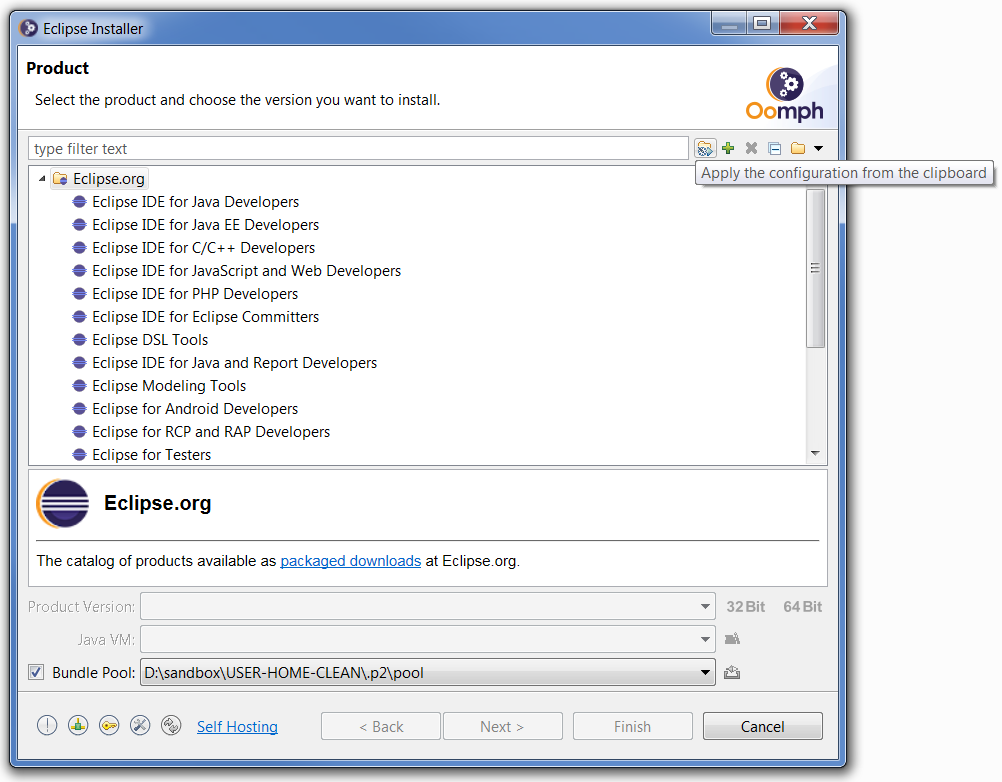 Eclipse Installer
Product
Select the product and choose the version you want to install.
Oomph
type filter text
Apply the configuration from the clipboard
Eclipse.org
Eclipse IDE for Java Developers
Eclipse IDE for Java EE Developers
Eclipse IDE for C/C++ Developers
Eclipse IDE for JavaScript and Web Developers
Eclipse IDE for PHP Developers
Eclipse IDE for Eclipse Committers
Eclipse DSL Tools
Eclipse IDE for Java and Report Developers
Eclipse Modeling Tools
Eclipse for Android Developers
Eclipse for RCP and RAP Developers
Eclipse for Testers
Eclipse.org
The catalog of products available as packaged downloads at Eclipse.org.
Product Version: 32 Bit 64 Bit
Java VM:
Bundle Pool: D:\sandbox\USER-HOME-CLEAN\.p2\pool
Self Hosting < Back Next > Finish Cancel